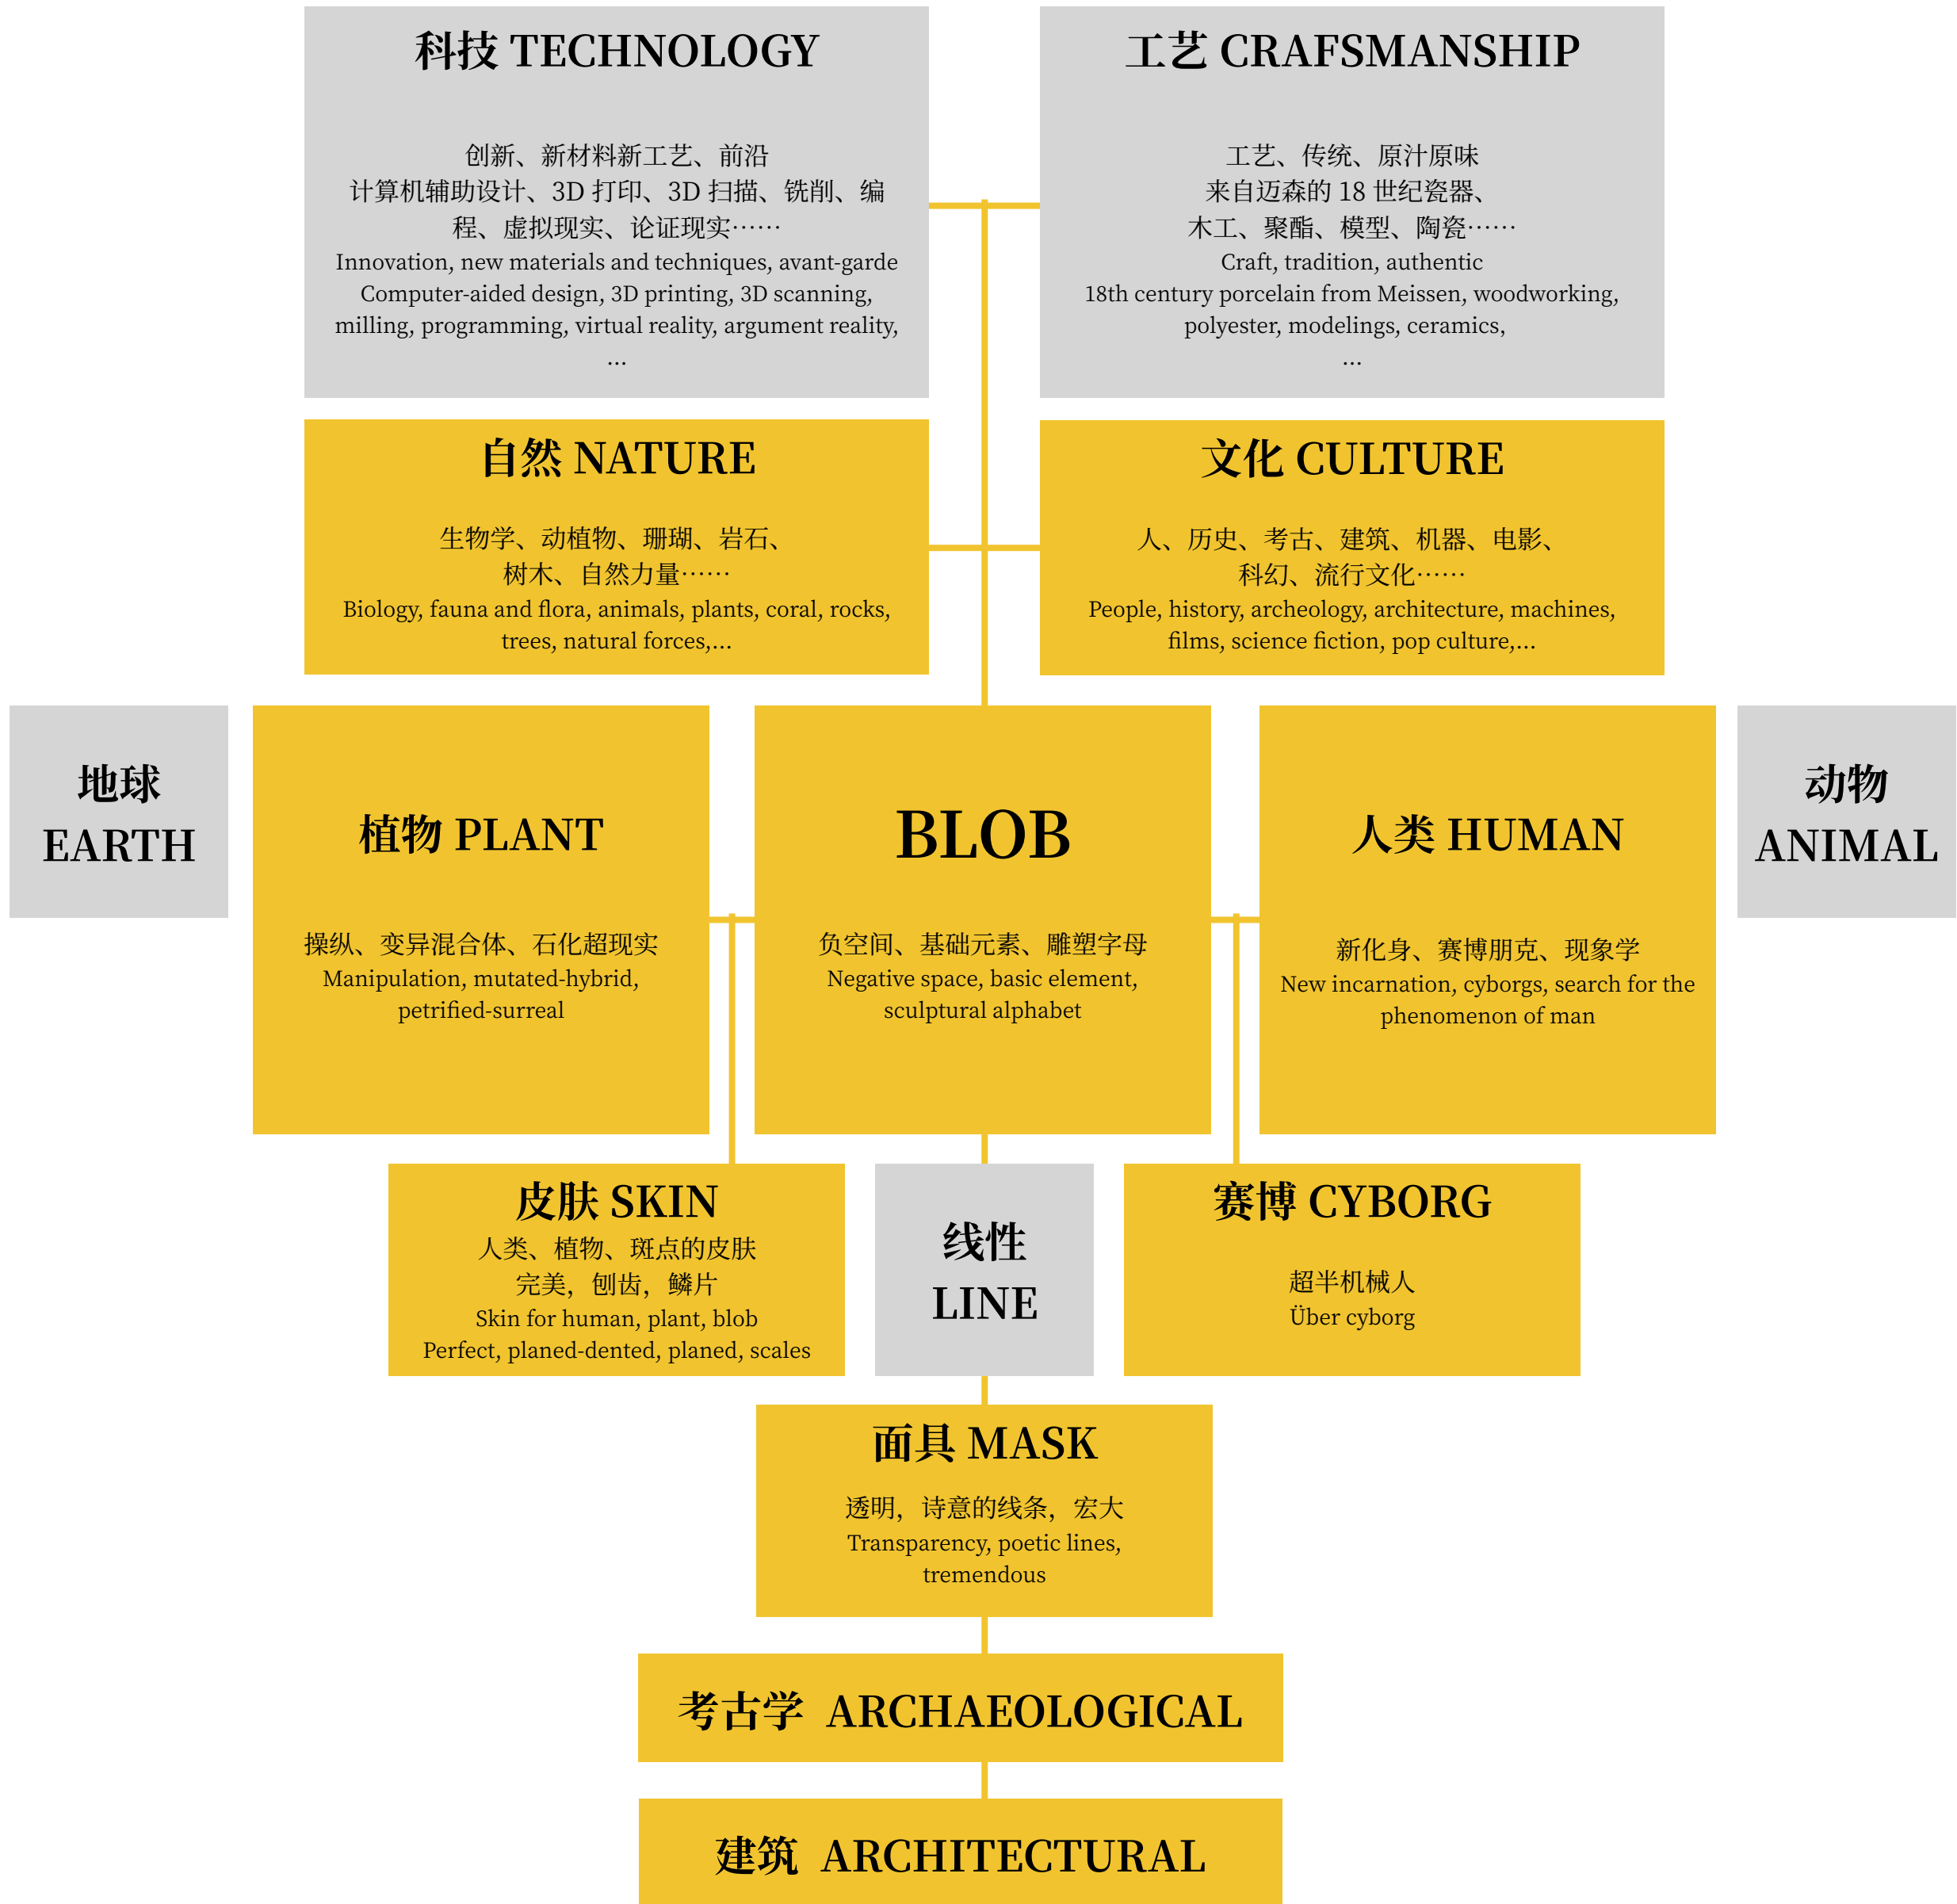 科技 TECHNOLOGY
创新、新材料新工艺、前沿
计算机辅助设计、3D 打印、3D 扫描、铣削、编
程、虚拟现实、论证现实……
Innovation, new materials and techniques, avant-garde
Computer-aided design, 3D printing, 3D scanning,
milling, programming, virtual reality, argument reality,
...
工艺 CRAFSMANSHIP
工艺、传统、原汁原味
来自迈森的 18 世纪瓷器、
木工、聚酯、模型、陶瓷……
Craft, tradition, authentic
18th century porcelain from Meissen, woodworking,
polyester, modelings, ceramics,
...
自然 NATURE
生物学、动植物、珊瑚、岩石、
树木、自然力量……
Biology, fauna and flora, animals, plants, coral, rocks,
trees, natural forces,...
文化 CULTURE
人、历史、考古、建筑、机器、电影、
科幻、流行文化……
People, history, archeology, architecture, machines,
films, science fiction, pop culture,...
地球
EARTH
植物 PLANT
操纵、变异混合体、石化超现实
Manipulation, mutated-hybrid,
petrified-surreal
BLOB
负空间、基础元素、雕塑字母
Negative space, basic element,
sculptural alphabet
人类 HUMAN
新化身、赛博朋克、现象学
New incarnation, cyborgs, search for the
phenomenon of man
动物
ANIMAL
皮肤 SKIN
人类、植物、斑点的皮肤
完美，刨齿，鳞片
Skin for human, plant, blob
Perfect, planed-dented, planed, scales
线性
LINE
赛博 CYBORG
超半机械人
Über cyborg
面具 MASK
透明，诗意的线条，宏大
Transparency, poetic lines,
tremendous
考古学 ARCHAEOLOGICAL
建筑 ARCHITECTURAL